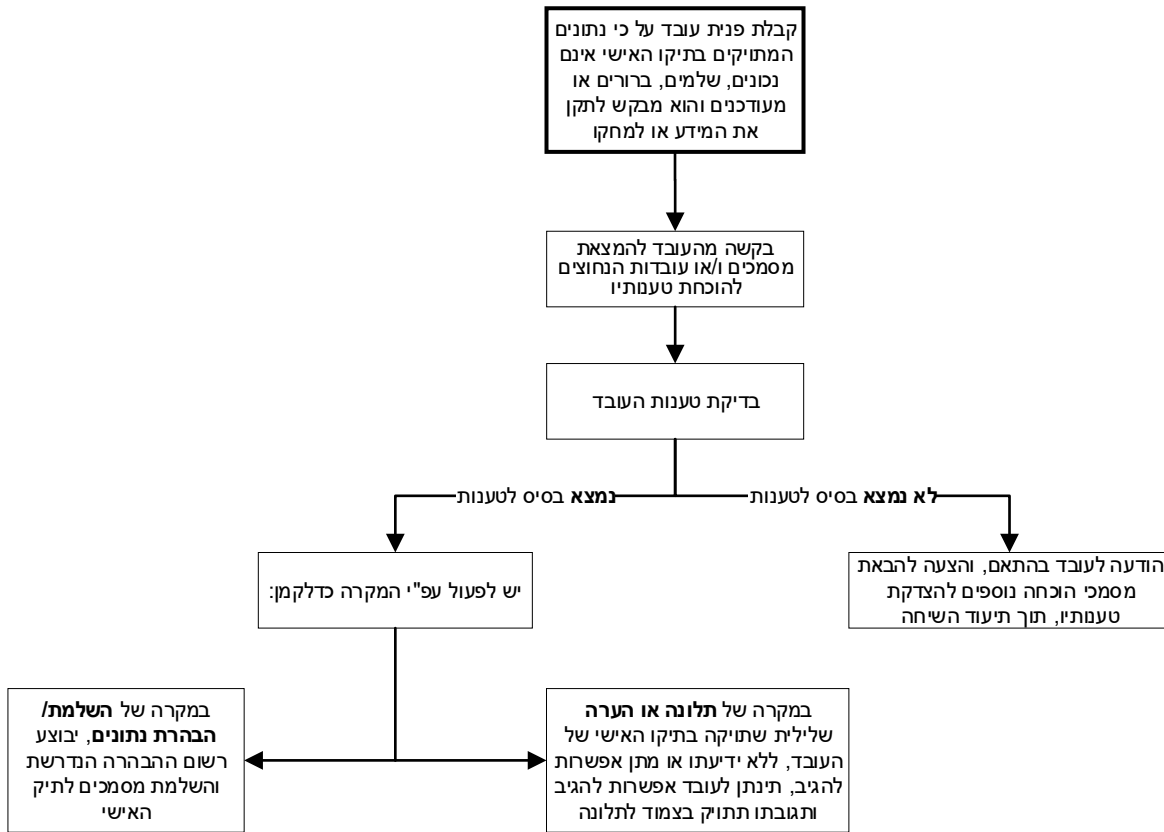 קבלת פנית עובד על כי נתונים
המתויקים בתיקו האישי אינם
נכונים, שלמים, ברורים או
מעודכנים והוא מבקש לתקן
את המידע או למחקו
בקשה מהעובד להמצאת
מסמכים ו/או עובדות הנחוצים
להוכחת טענותיו
בדיקת טענות העובד
לא נמצא בסיס לטענות
נמצא בסיס לטענות
הודעה לעובד בהתאם, והצעה להבאת
מסמכי הוכחה נוספים להצדקת
טענותיו, תוך תיעוד השיחה
יש לפעול עפ"י המקרה כדלקמן:
במקרה של תלונה או הערה
שלילית שתויקה בתיקו האישי של
העובד, ללא ידיעתו או מתן אפשרות
להגיב, תינתן לעובד אפשרות להגיב
ותגובתו תתויק בצמוד לתלונה
במקרה של השלמת/
הבהרת נתונים, יבוצע
רשום ההבהרה הנדרשת
והשלמת מסמכים לתיק
האישי